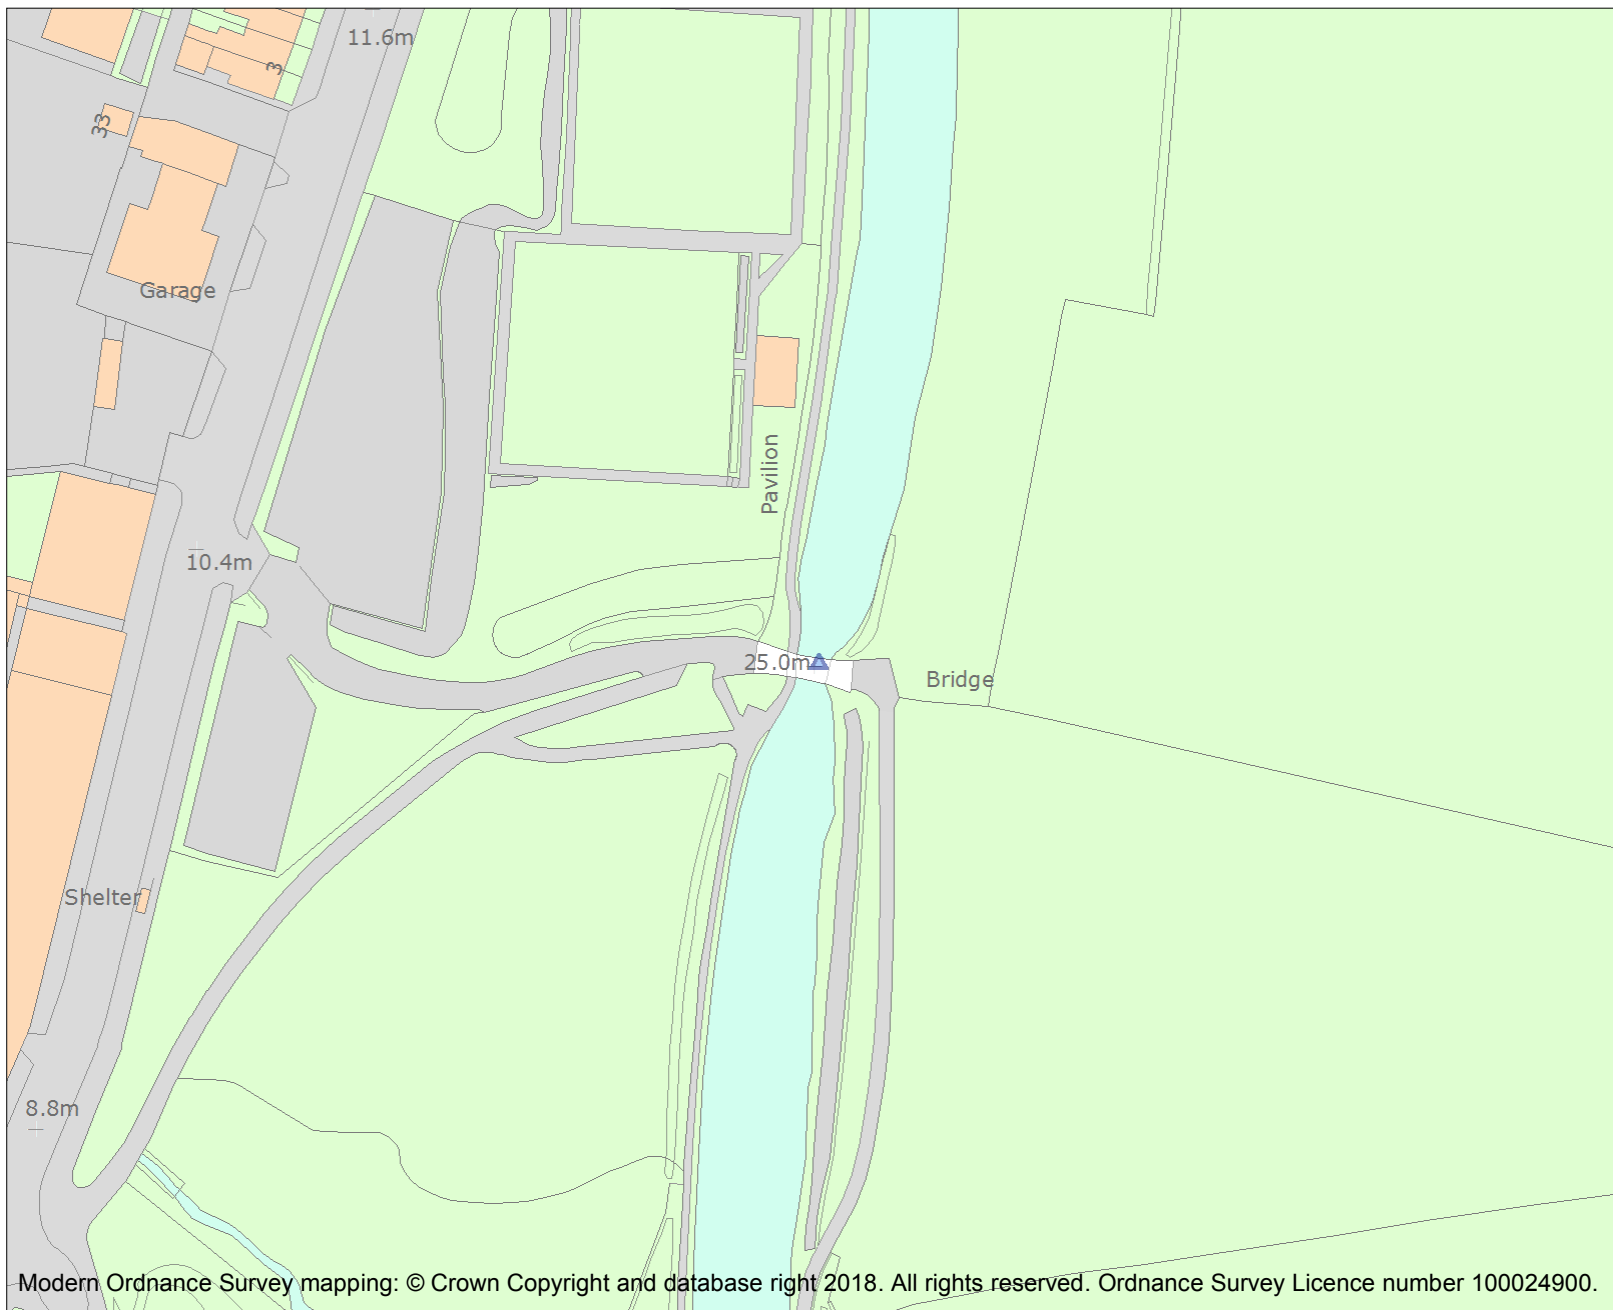 11.6m
3
33
Garage
Pavilion
10.4m
25.0m
Bridge
Shelter
8.8m
Modern Ordnance Survey mapping: © Crown Copyright and database right 2018. All rights reserved. Ordnance Survey Licence number 100024900.